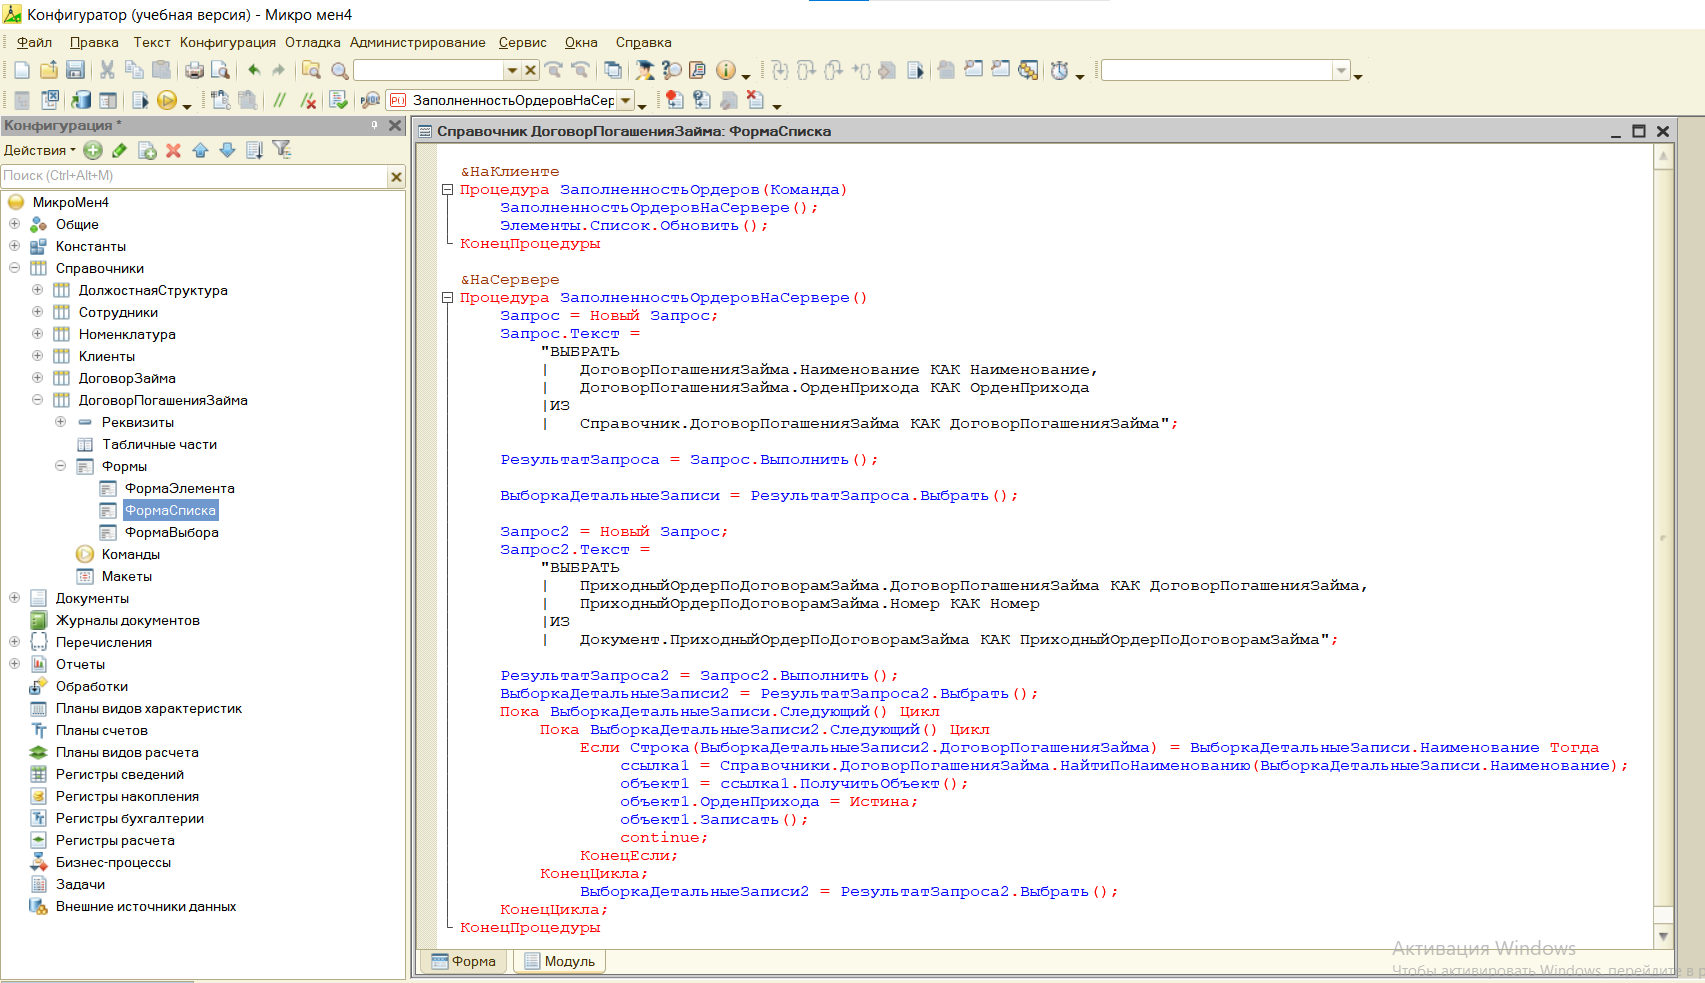 Конфигуратор (учебная версия) - Микро мен4
Файл Правка Текст Конфигурация Отладка Администрирование Сервис Окна Справка
ЗаполненностьОрдеровНаСер
Конфигурация *
Действия
Поиск (Ctrl+Alt+M)
МикроМен4
Общие
Константы
Справочники
ДолжостнаяСтруктура
Сотрудники
Номенклатура
Клиенты
ДоговорЗайма
ДоговорПогашенияЗайма
Реквизиты
Табличные части
Формы
ФормаЭлемента
ФормаСписка
ФормаВыбора
Команды
Макеты
Документы
Журналы документов
Перечисления
Отчеты
Обработки
Планы видов характеристик
Планы счетов
Планы видов расчета
Регистры сведений
Регистры накопления
Регистры бухгалтерии
Регистры расчета
Бизнес-процессы
Задачи
Внешние источники данных
Справочник ДоговорПогашенияЗайма: ФормаСписка
&НаКлиенте
Процедура ЗаполненностьОрдеров(Команда)
ЗаполненностьОрдеровНаСервере();
Элементы.Список.Обновить();
КонецПроцедуры
&НаСервере
Процедура ЗаполненностьОрдеровНаСервере()
Запрос = Новый Запрос;
Запрос.Текст =
"ВЫБРАТЬ
| ДоговорПогашенияЗайма.Наименование КАК Наименование,
| ДоговорПогашенияЗайма.ОрденПрихода КАК ОрденПрихода
|ИЗ
| Справочник.ДоговорПогашенияЗайма КАК ДоговорПогашенияЗайма";
РезультатЗапроса = Запрос.Выполнить();
ВыборкаДетальныеЗаписи = РезультатЗапроса.Выбрать();
Запрос2 = Новый Запрос;
Запрос2.Текст =
"ВЫБРАТЬ
| ПриходныйОрдерПоДоговорамЗайма.ДоговорПогашенияЗайма КАК ДоговорПогашенияЗайма,
| ПриходныйОрдерПоДоговорамЗайма.Номер КАК Номер
|ИЗ
| Документ.ПриходныйОрдерПоДоговорамЗайма КАК ПриходныйОрдерПоДоговорамЗайма";
РезультатЗапроса2 = Запрос2.Выполнить();
ВыборкаДетальныеЗаписи2 = РезультатЗапроса2.Выбрать();
Пока ВыборкаДетальныеЗаписи.Следующий() Цикл
Пока ВыборкаДетальныеЗаписи2.Следующий() Цикл
Если Строка(ВыборкаДетальныеЗаписи2.ДоговорПогашенияЗайма) = ВыборкаДетальныеЗаписи.Наименование Тогда
ссылка1 = Справочники.ДоговорПогашенияЗайма.НайтиПоНаименованию(ВыборкаДетальныеЗаписи.Наименование);
объект1 = ссылка1.ПолучитьОбъект();
объект1.ОрденПрихода = Истина;
объект1.Записать();
continue;
КонецЕсли;
КонецЦикла;
ВыборкаДетальныеЗаписи2 = РезультатЗапроса2.Выбрать();
КонецЦикла;
КонецПроцедуры
Форма Модуль
Активация Windows
Чтобы активировать Windows, перейдите в